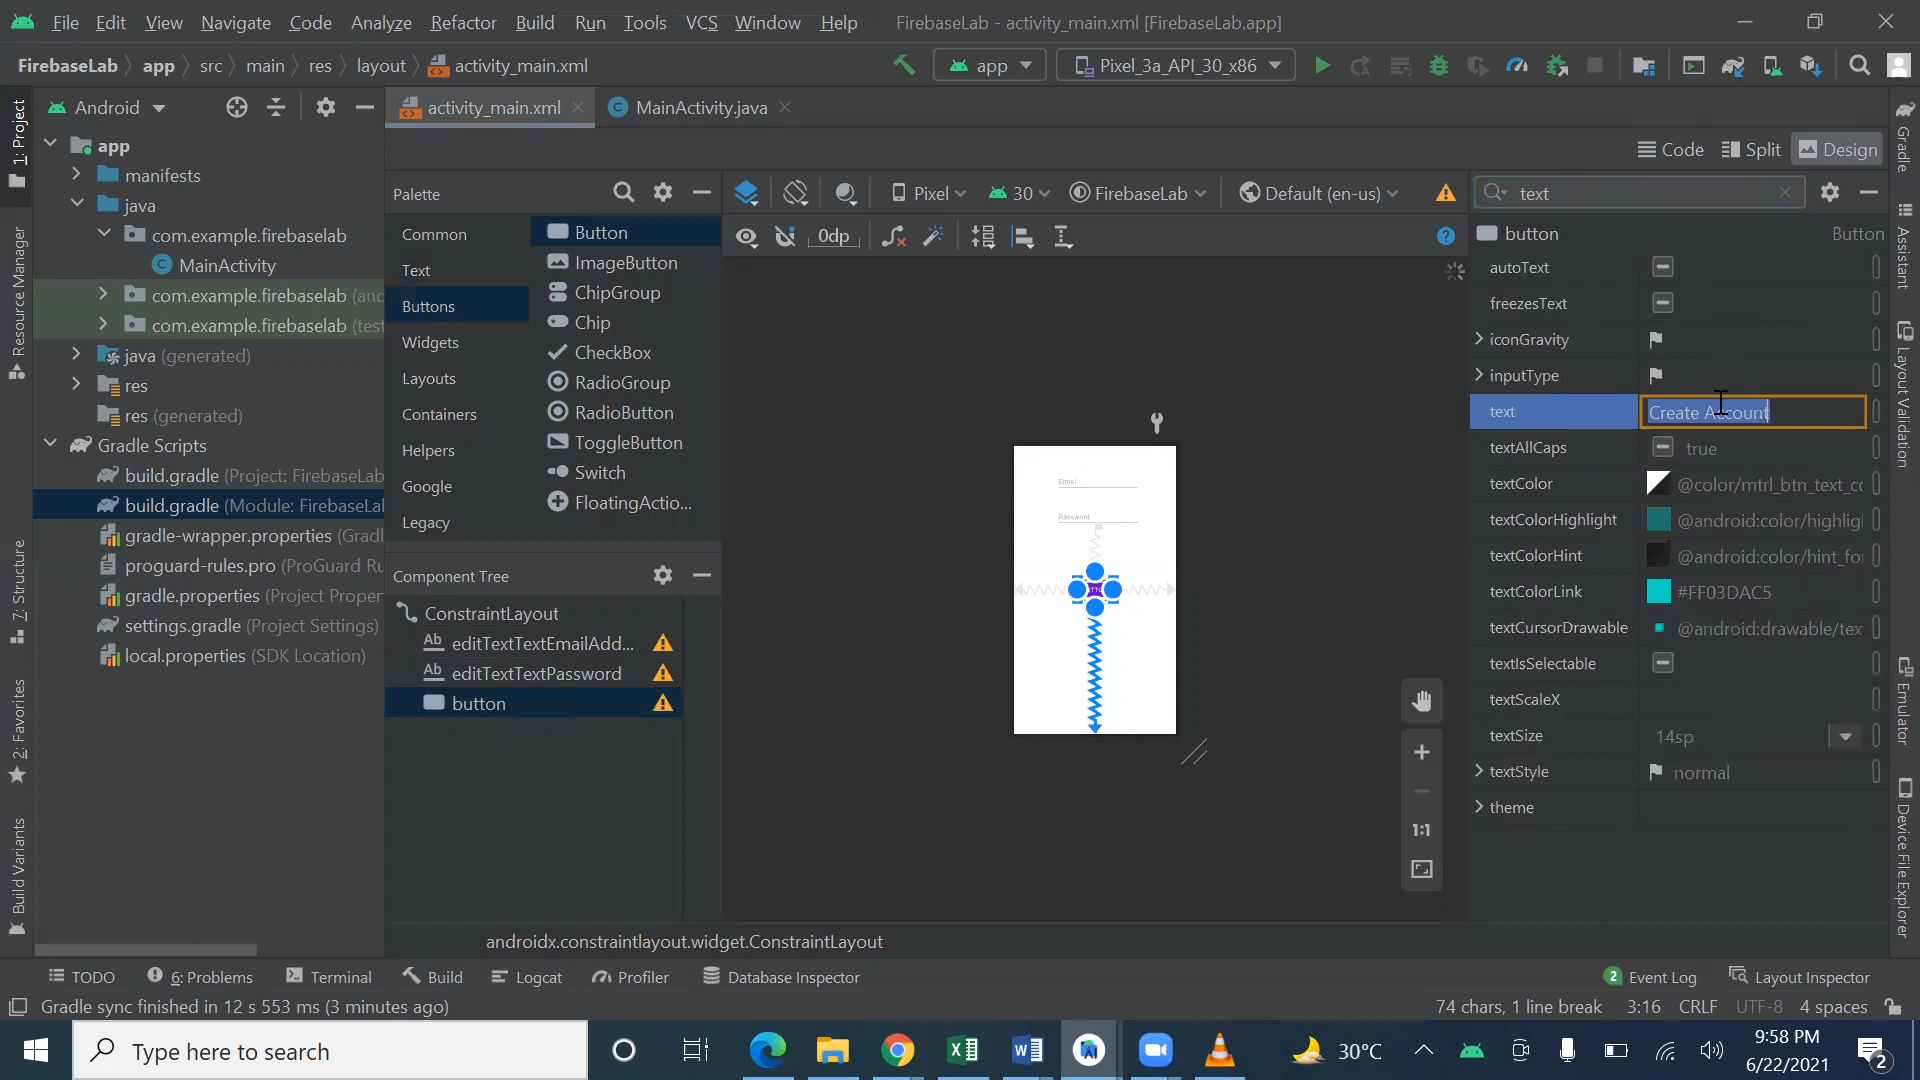 File Edit View Navigate Code Analyze Refactor Build Run Tools VCS Window Help FirebaseLab - activity_main.xml [FirebaseLab.app]
FirebaseLab app src main res layout activity_main.xml app Pixel_3a_API_30_x86
Android
activity_main.xml MainActivity.java
Code Split Design
1: Project
Resource Manager
7: Structure
2: Favorites
Build Variants
app
manifests
java
com.example.firebaselab
MainActivity
com.example.firebaselab (and
com.example.firebaselab (test
java (generated)
res
res (generated)
Gradle Scripts
build.gradle (Project: FirebaseLab
build.gradle (Module: FirebaseLab
gradle-wrapper.properties (Gradl
proguard-rules.pro (ProGuard Ru
gradle.properties (Project Proper
settings.gradle (Project Settings)
local.properties (SDK Location)
Palette
Common
Text
Buttons
Widgets
Layouts
Containers
Helpers
Google
Legacy
Button
ImageButton
ChipGroup
Chip
CheckBox
RadioGroup
RadioButton
ToggleButton
Switch
FloatingActio...
Component Tree
ConstraintLayout
Ab editTextTextEmailAdd...
Ab editTextTextPassword
button
Pixel 30 FirebaseLab Default (en-us)
0dp
Password
1:1
androidx.constraintlayout.widget.ConstraintLayout
text
button Button
autoText
freezesText
iconGravity
inputType
text Create Account
textAllCaps true
textColor @color/mtrl_btn_text_co
textColorHighlight @android:color/highlig
textColorHint @android:color/hint_fo
textColorLink #FF03DAC5
textCursorDrawable @android:drawable/tex
textIsSelectable
textScaleX
textSize 14sp
textStyle normal
theme
Gradle
Assistant
Layout Validation
Emulator
Device File Explorer
TODO 6: Problems Terminal Build Logcat Profiler Database Inspector 2 Event Log Layout Inspector
Gradle sync finished in 12 s 553 ms (3 minutes ago) 74 chars, 1 line break 3:16 CRLF UTF-8 4 spaces
Type here to search 30°C 9:58 PM
6/22/2021
2